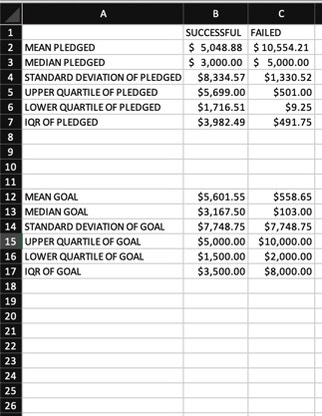 A B C
1 SUCCESSFUL FAILED
2 MEAN PLEDGED $ 5,048.88 $ 10,554.21
3 MEDIAN PLEDGED $ 3,000.00 $ 5,000.00
4 STANDARD DEVIATION OF PLEDGED $8,334.57 $1,330.52
5 UPPER QUARTILE OF PLEDGED $5,699.00 $501.00
6 LOWER QUARTILE OF PLEDGED $1,716.51 $9.25
7 IQR OF PLEDGED $3,982.49 $491.75
8
9
10
11
12 MEAN GOAL $5,601.55 $558.65
13 MEDIAN GOAL $3,167.50 $103.00
14 STANDARD DEVIATION OF GOAL $7,748.75 $7,748.75
15 UPPER QUARTILE OF GOAL $5,000.00 $10,000.00
16 LOWER QUARTILE OF GOAL $1,500.00 $2,000.00
17 IQR OF GOAL $3,500.00 $8,000.00
18
19
20
21
22
23
24
25
26